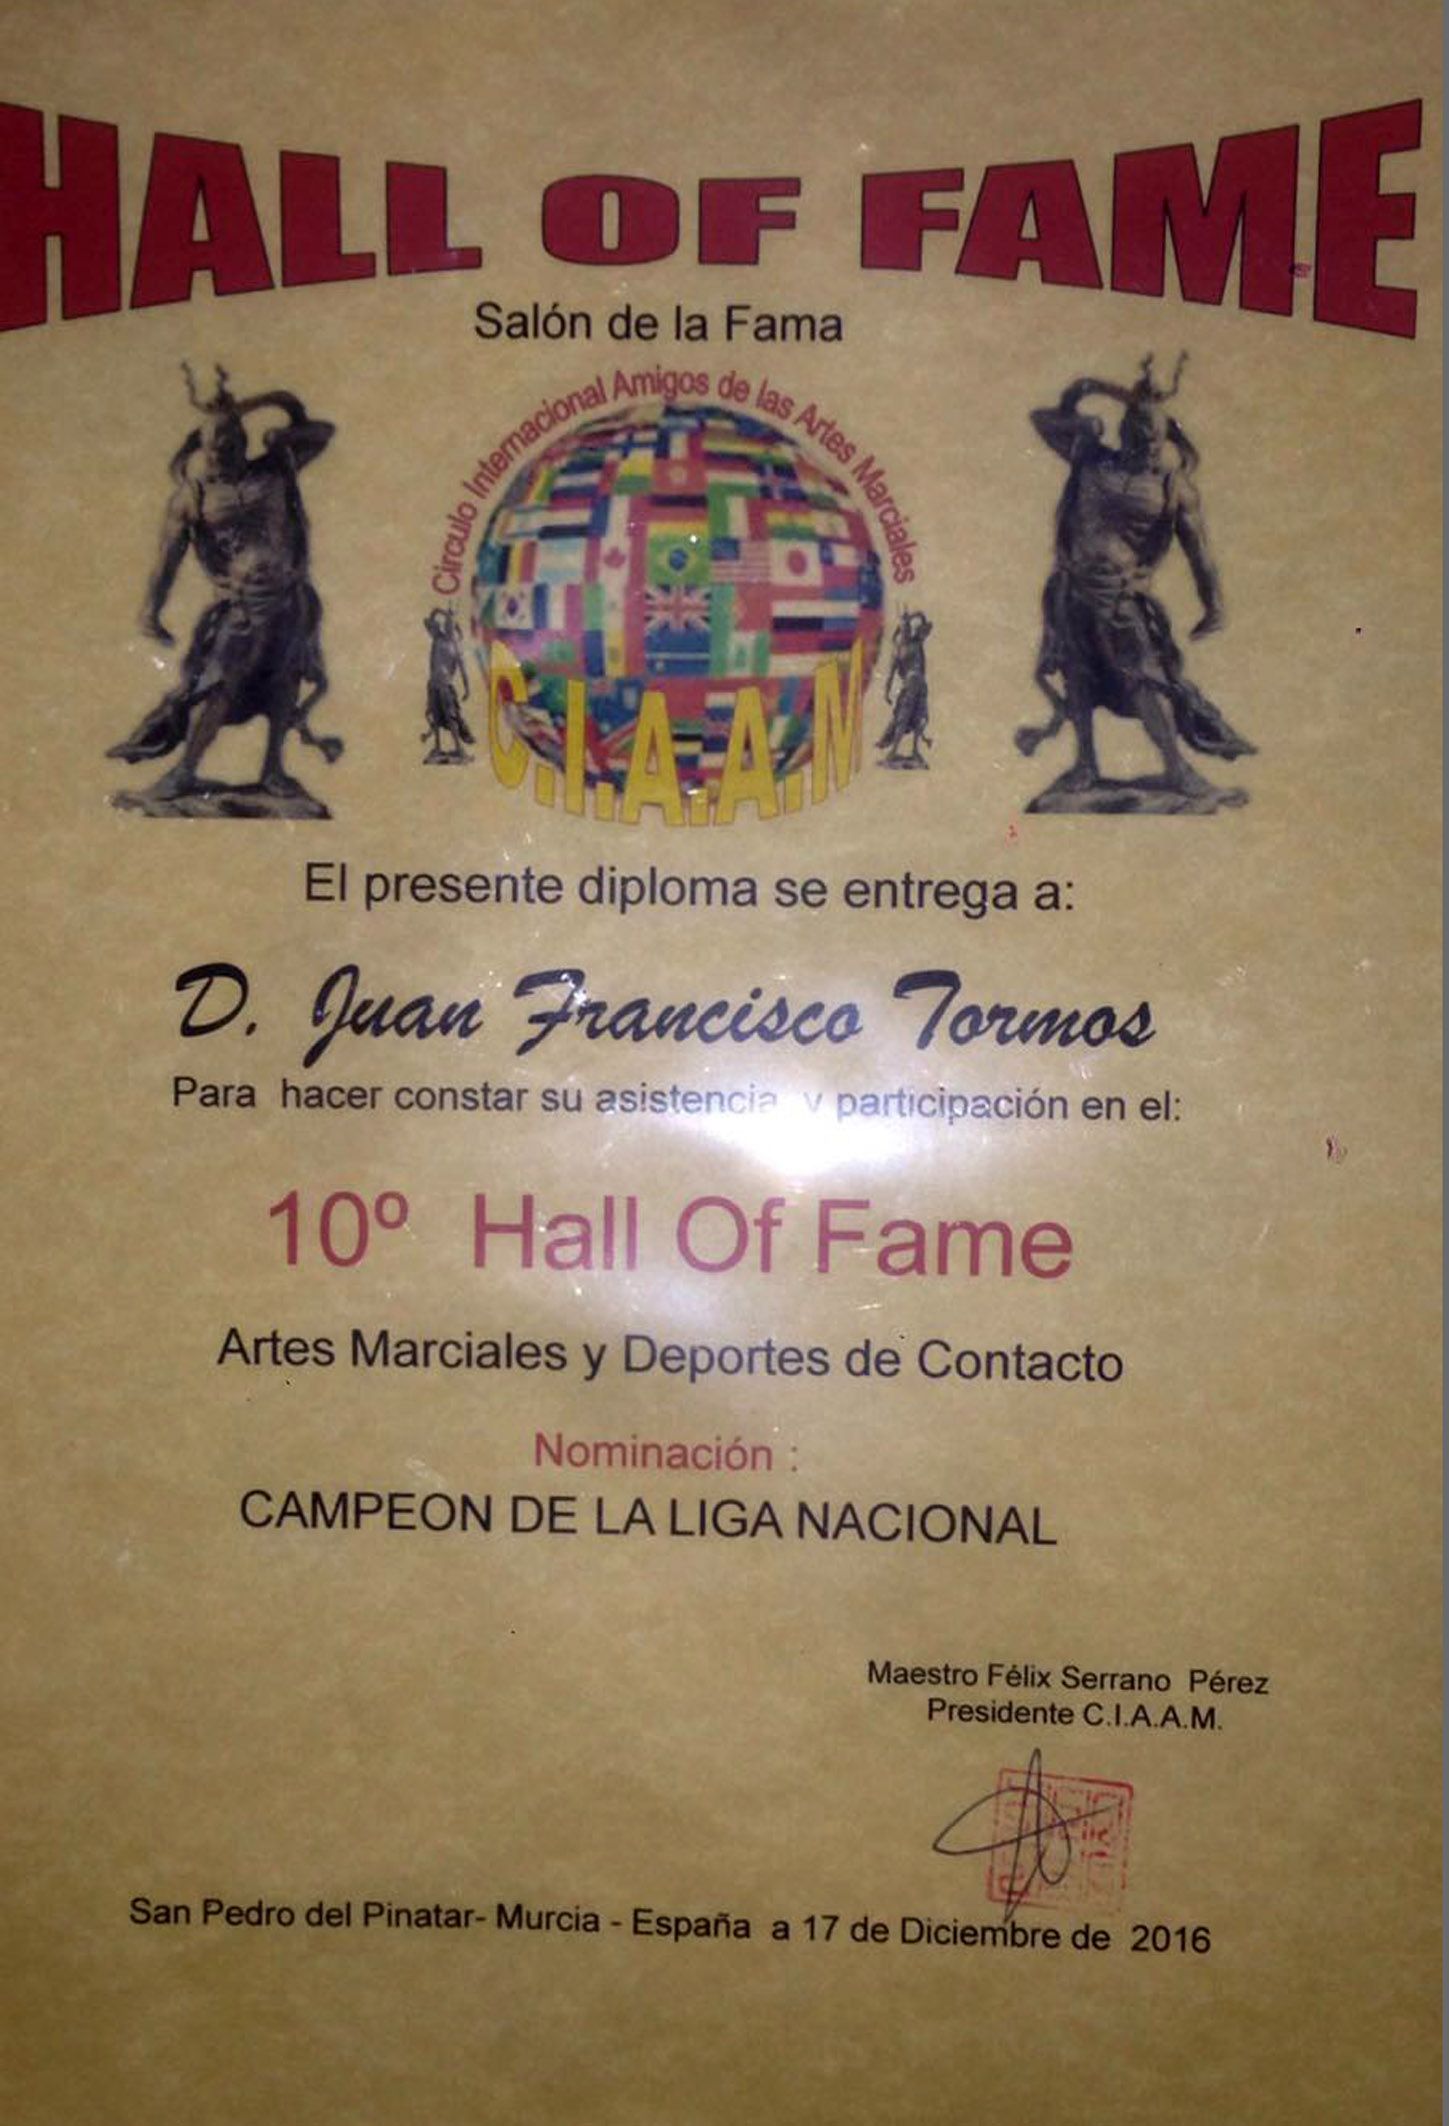 HALL OF FAME
Salón de la Fama
Circulo Internacional Amigos de las Artes Marciales
C.I.A.A.M
El presente diploma se entrega a:
D. Juan Francisco Tormos
Para hacer constar su asistencia y participación en el:
10º Hall Of Fame
Artes Marciales y Deportes de Contacto
Nominación :
CAMPEON DE LA LIGA NACIONAL
Maestro Félix Serrano Pérez
Presidente C.I.A.A.M.
San Pedro del Pinatar- Murcia - España a 17 de Diciembre de 2016